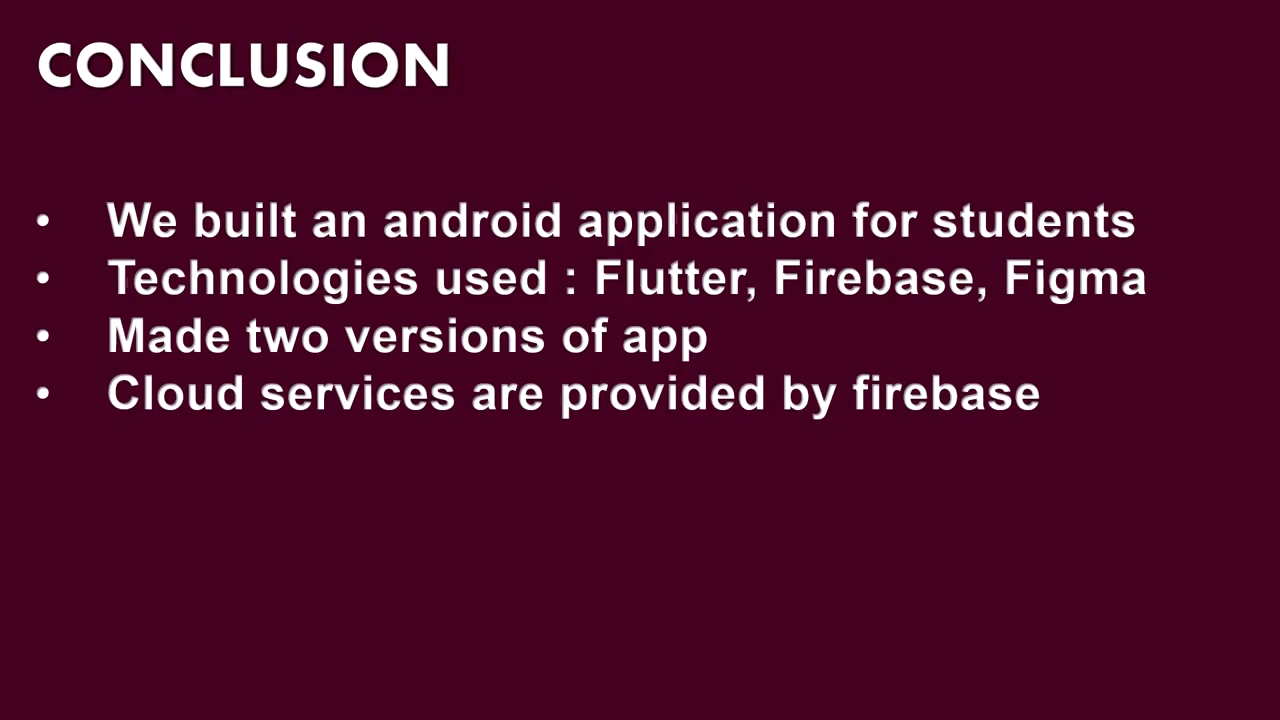 CONCLUSION
• We built an android application for students
• Technologies used : Flutter, Firebase, Figma
• Made two versions of app
• Cloud services are provided by firebase